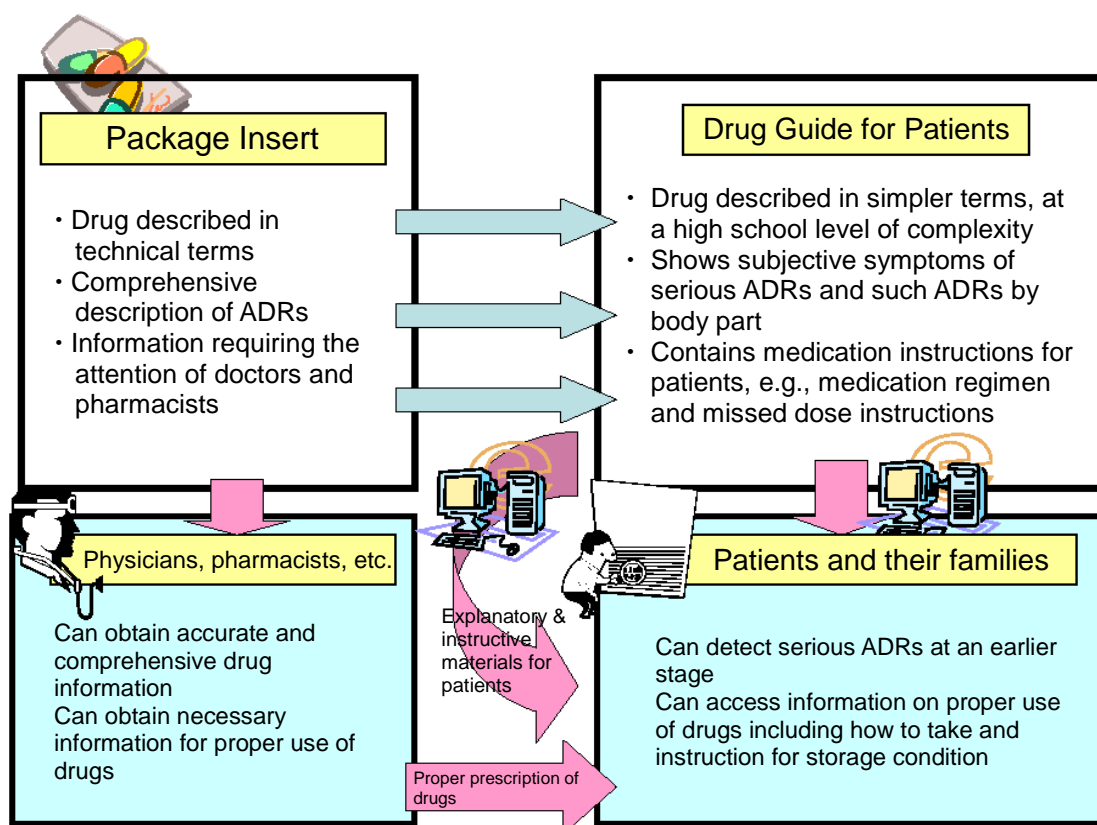 Package Insert
・Drug described in
technical terms
・Comprehensive
description of ADRs
・Information requiring the
attention of doctors and
pharmacists
Drug Guide for Patients
・Drug described in simpler terms, at
a high school level of complexity
・Shows subjective symptoms of
serious ADRs and such ADRs by
body part
・Contains medication instructions for
patients, e.g., medication regimen
and missed dose instructions
Physicians, pharmacists, etc.
Can obtain accurate and
comprehensive drug
information
Can obtain necessary
information for proper use of
drugs
Explanatory &
instructive
materials for
patients
Proper prescription of
drugs
Patients and their families
Can detect serious ADRs at an earlier
stage
Can access information on proper use
of drugs including how to take and
instruction for storage condition